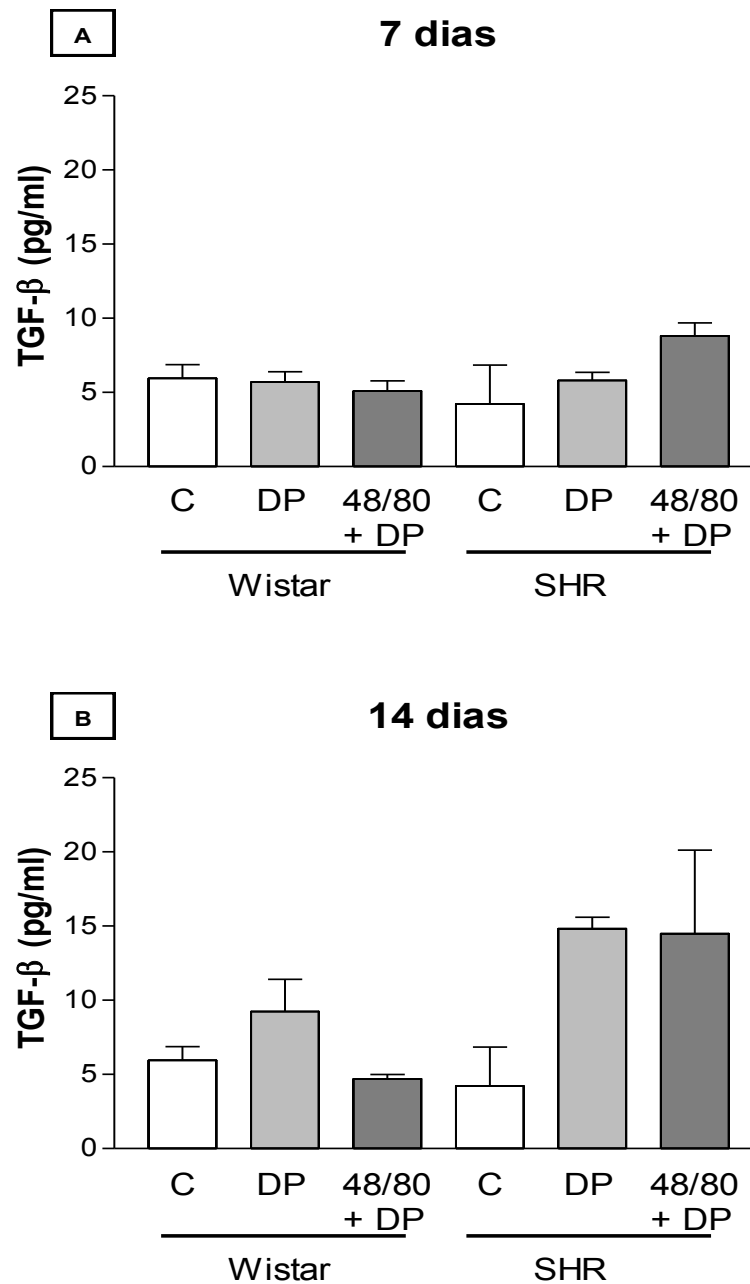 A
7 dias
TGF-β (pg/ml)
25
20
15
10
5
0
C DP 48/80 C DP 48/80
+ DP + DP
Wistar SHR
B
14 dias
TGF-β (pg/ml)
25
20
15
10
5
0
C DP 48/80 C DP 48/80
+ DP + DP
Wistar SHR